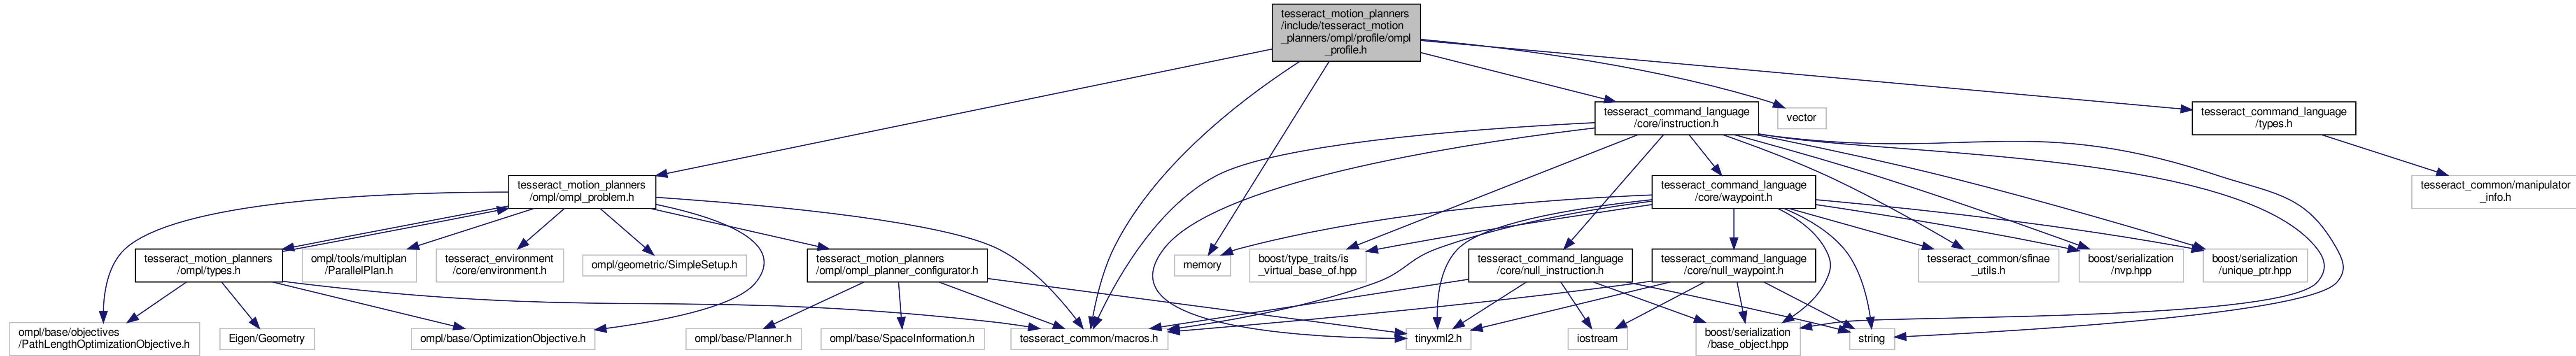 tesseract_motion_planners
/include/tesseract_motion
_planners/ompl/profile/ompl
_profile.h
tesseract_command_language
/core/instruction.h
vector
tesseract_command_language
/types.h
tesseract_motion_planners
/ompl/ompl_problem.h
tesseract_command_language
/core/waypoint.h
tesseract_common/manipulator
_info.h
tesseract_motion_planners
/ompl/types.h
ompl/tools/multiplan
/ParallelPlan.h
tesseract_environment
/core/environment.h
ompl/geometric/SimpleSetup.h
tesseract_motion_planners
/ompl/ompl_planner_configurator.h
memory
boost/type_traits/is
_virtual_base_of.hpp
tesseract_command_language
/core/null_instruction.h
tesseract_command_language
/core/null_waypoint.h
tesseract_common/sfinae
_utils.h
boost/serialization
/nvp.hpp
boost/serialization
/unique_ptr.hpp
ompl/base/objectives
/PathLengthOptimizationObjective.h
Eigen/Geometry
ompl/base/OptimizationObjective.h
ompl/base/Planner.h
ompl/base/SpaceInformation.h
tesseract_common/macros.h
tinyxml2.h
iostream
boost/serialization
/base_object.hpp
string